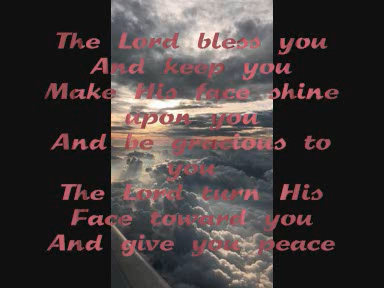 The Lord bless you
And keep you
Make His face shine
upon you
And be gracious to
you
The Lord turn His
Face toward you
And give you peace